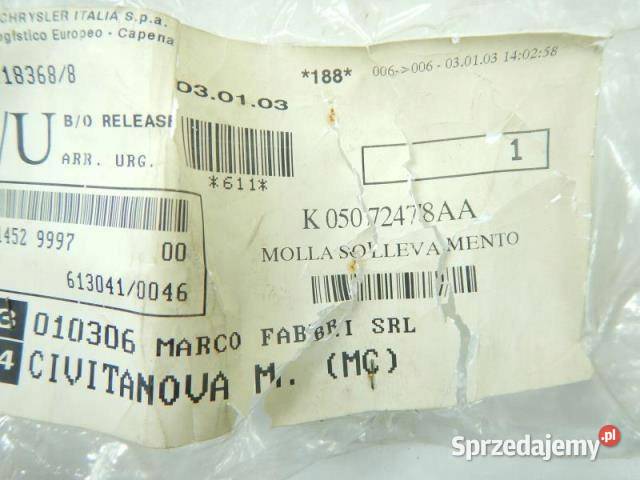 CHRYSLER ITALIA S.p.a.
Europeo - Capena
18368/8
03.01.03
*188*
006->006 - 03.01.03 14:02:58
/U
B/O RELEASE
ARR. URG.
*611*
1
K 05072478AA
MOLLA SOLLEVAMENTO
1452 9997
00
613041/0046
3
010306 MARCO FABBRI SRL
4
CIVITANOVA M. (MC)
Sprzedajemy.pl